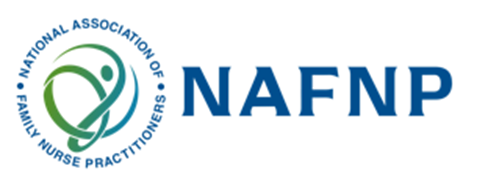 NATIONAL ASSOCIATION OF
FAMILY NURSE PRACTITIONERS
NAFNP